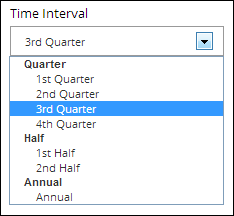 Time Interval
3rd Quarter
Quarter
1st Quarter
2nd Quarter
3rd Quarter
4th Quarter
Half
1st Half
2nd Half
Annual
Annual